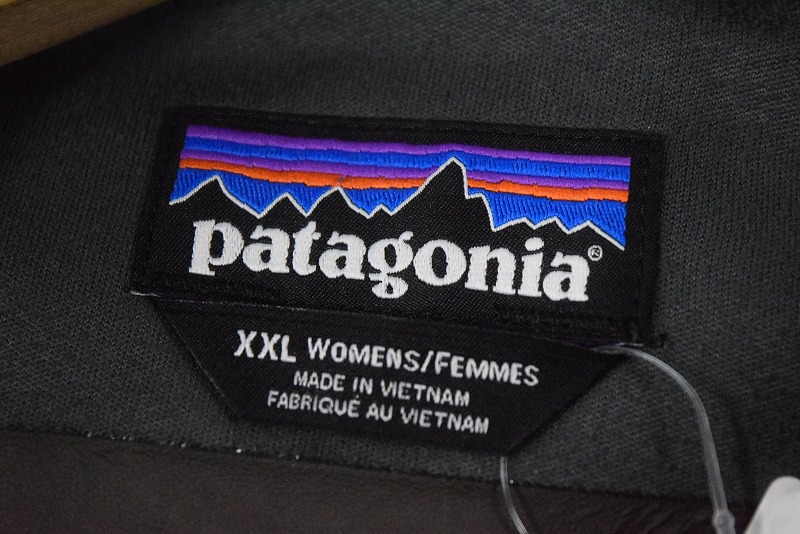 patagonia®
XXL WOMENS/FEMMES
MADE IN VIETNAM
FABRIQUÉ AU VIETNAM